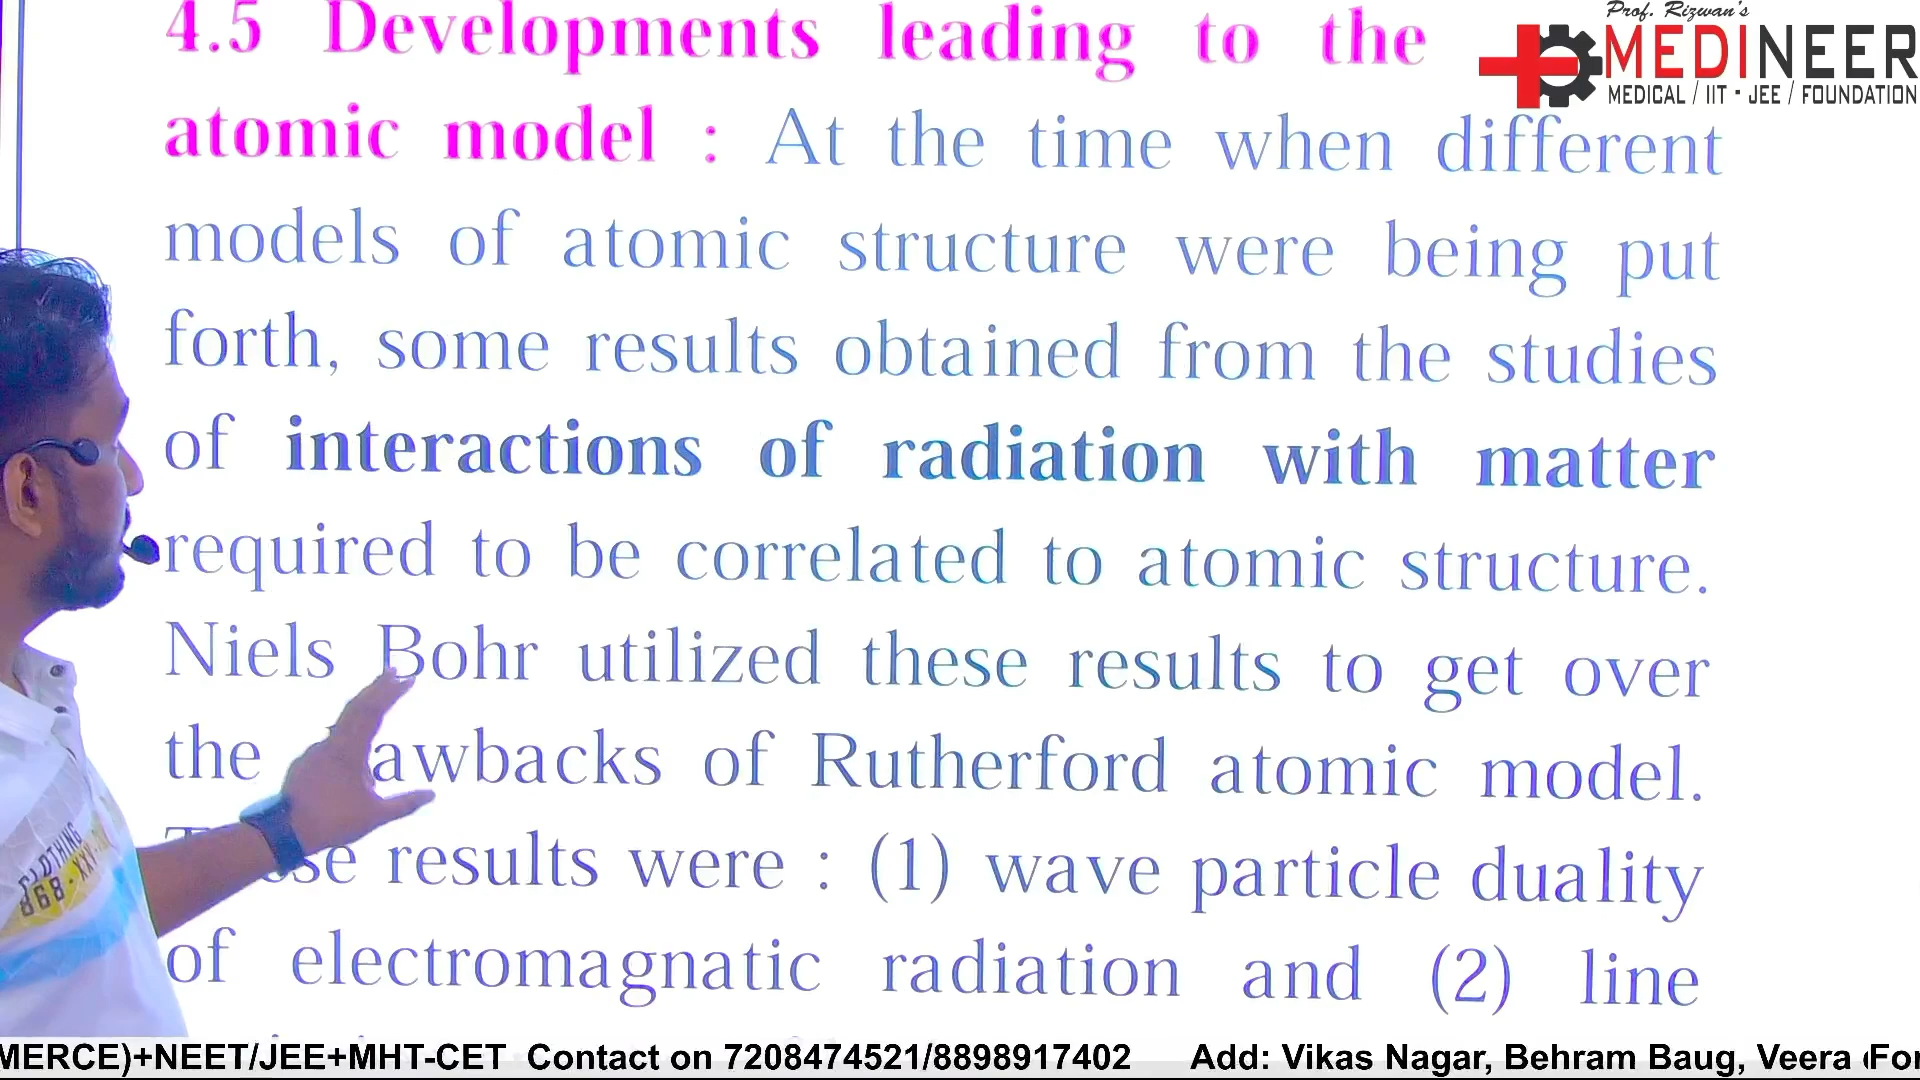 4.5 Developments leading to the
atomic model : At the time when different
models of atomic structure were being put
forth, some results obtained from the studies
of interactions of radiation with matter
required to be correlated to atomic structure.
Niels Bohr utilized these results to get over
the awbacks of Rutherford atomic model.
se results were : (1) wave particle duality
of electromagnatic radiation and (2) line
Prof. Rizwan's
MEDINEER
MEDICAL / IIT - JEE / FOUNDATION
MERCE)+NEET/JEE+MHT-CET Contact on 7208474521/8898917402 Add: Vikas Nagar, Behram Baug, Veera